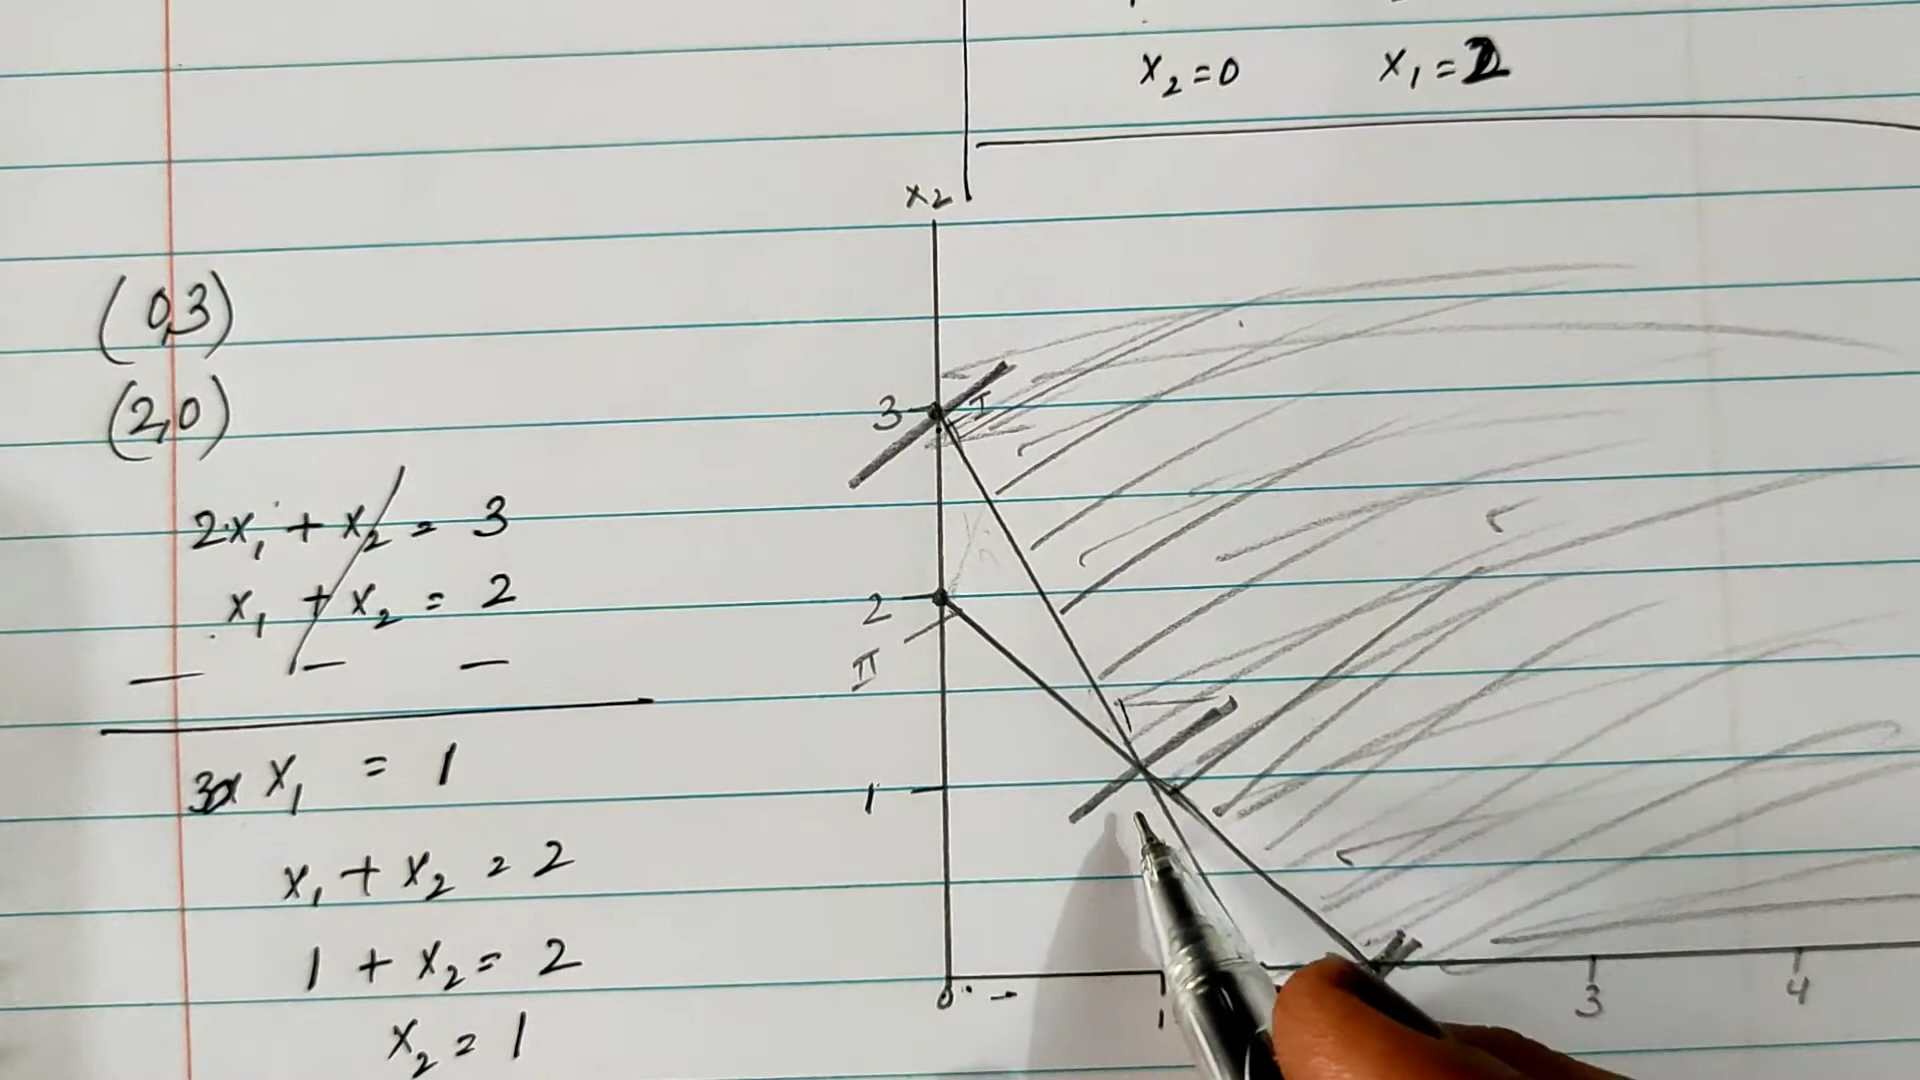 x₂ = 0 x₁ = 2
x₂
(0,3)
(2,0)
2x₁ + x₂ = 3
x₁ + x₂ = 2
— — —
x₁ = 1
x₁ + x₂ = 2
1 + x₂ = 2
x₂ = 1
3 I
2
II
1
0 1 3 4